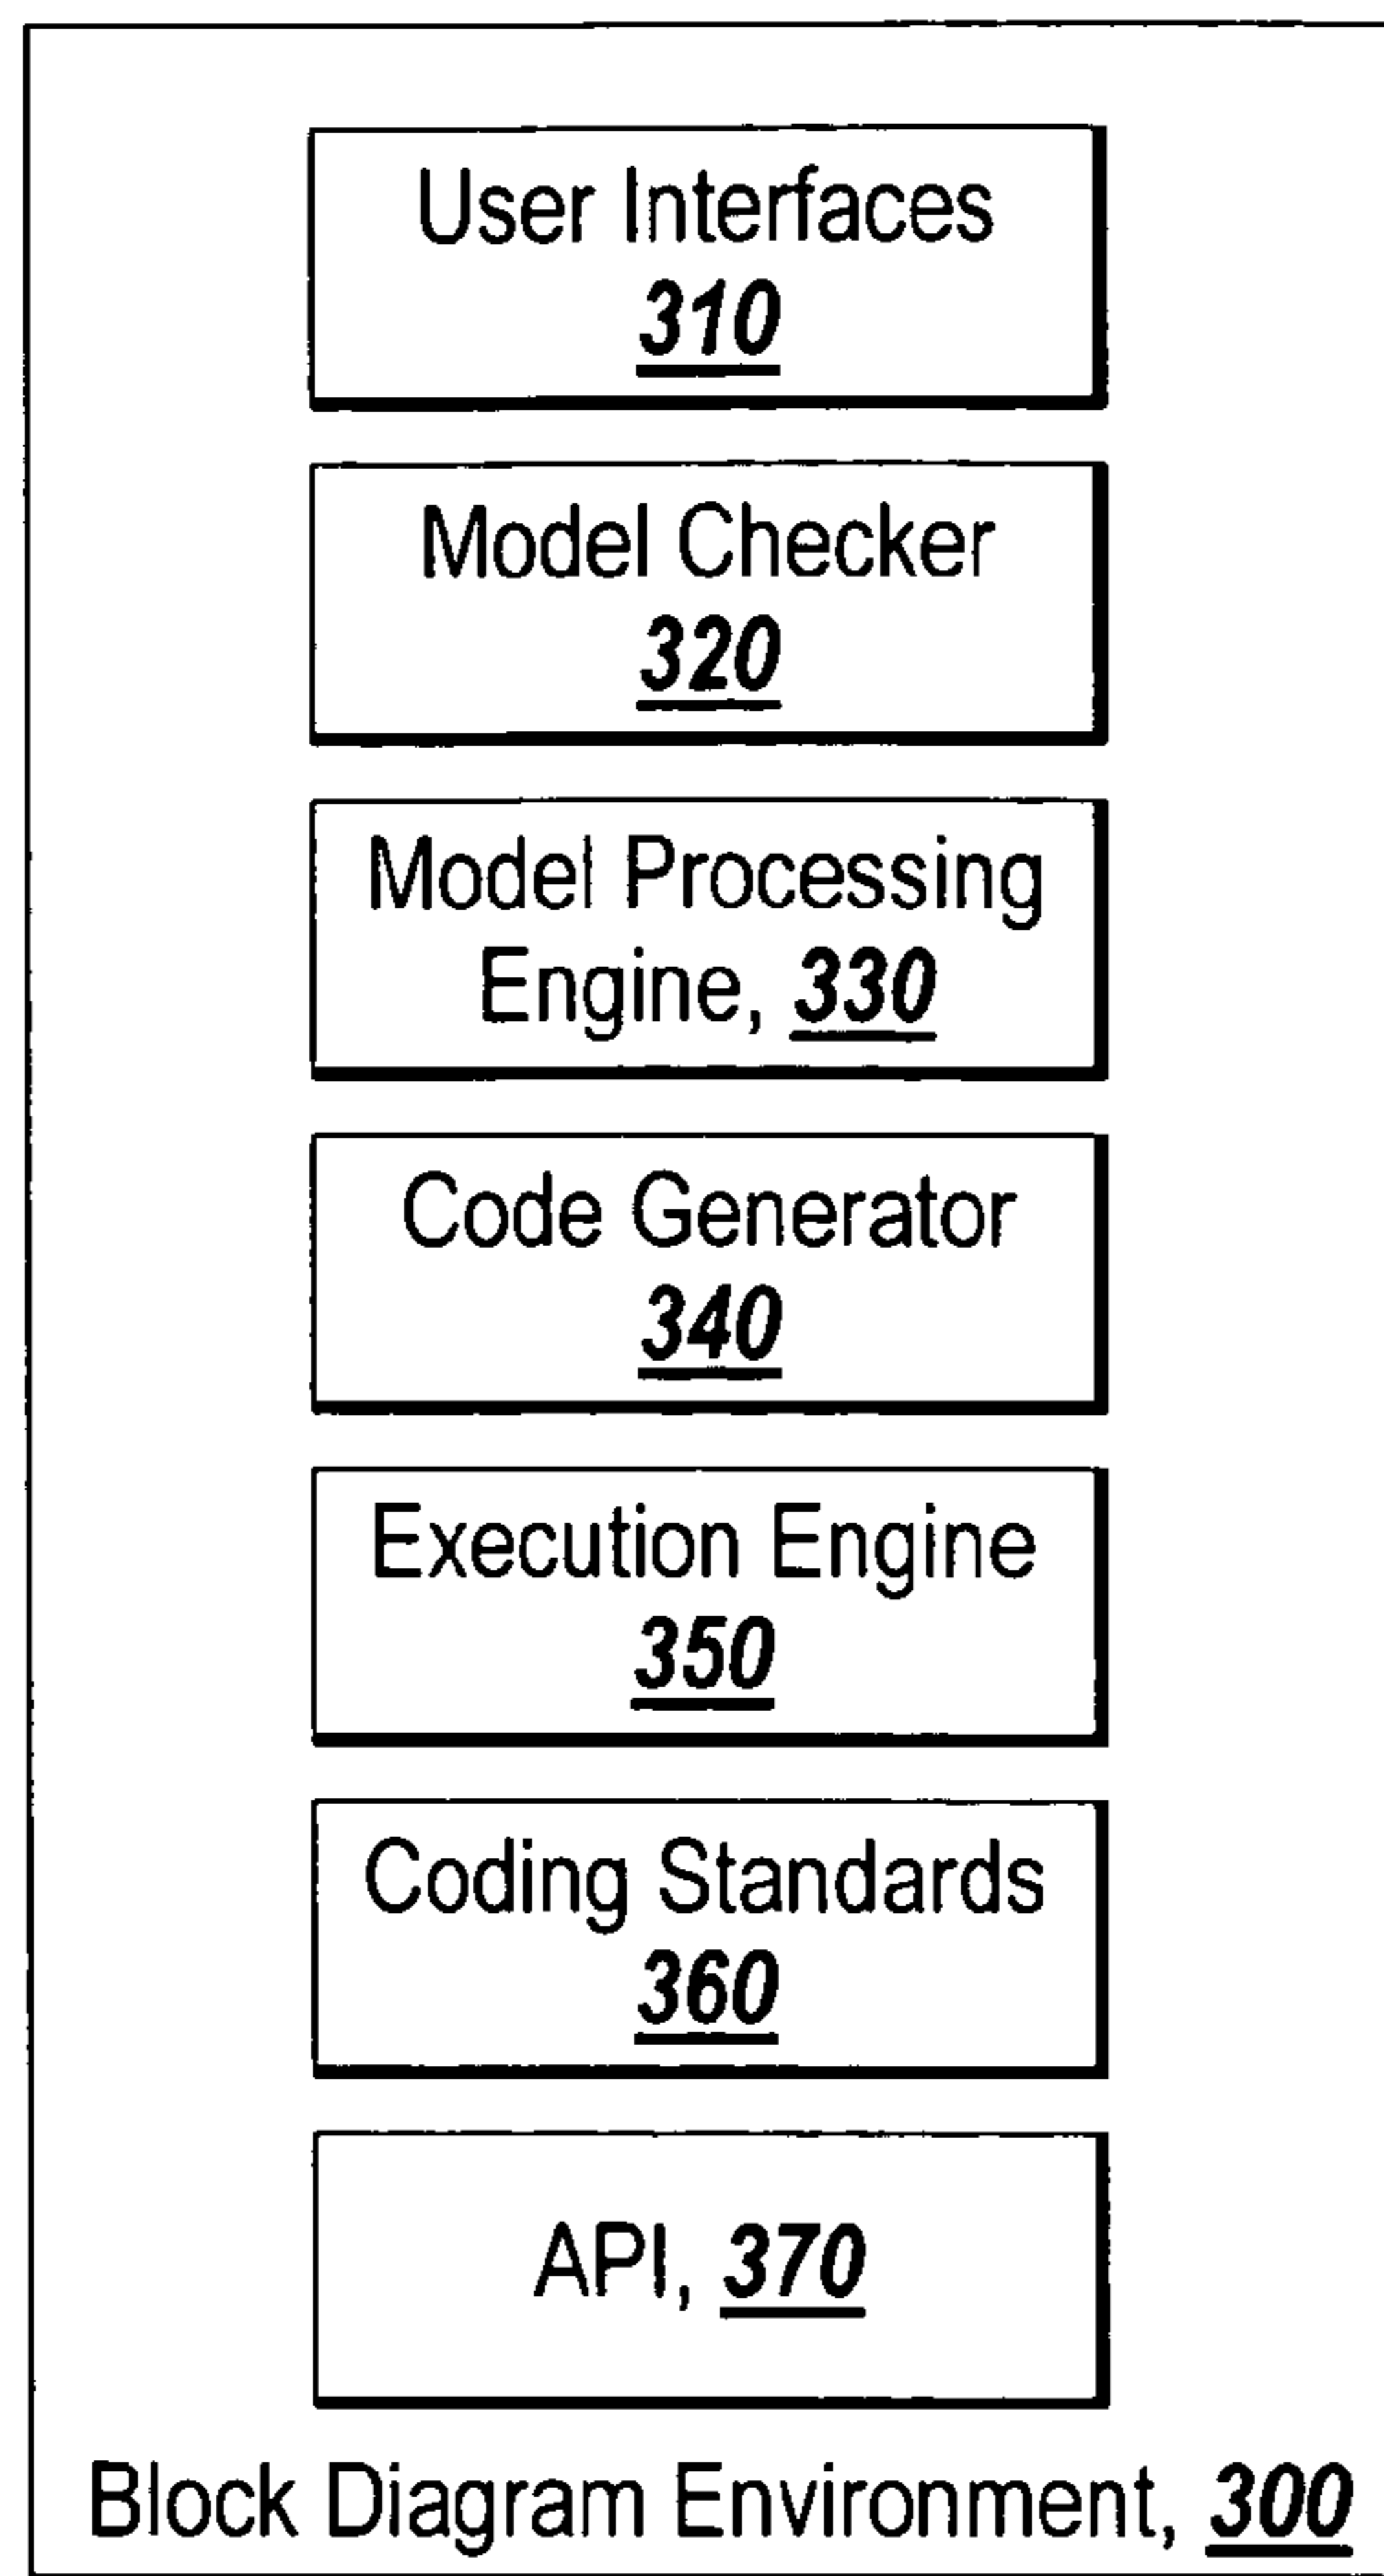 User Interfaces
310
Model Checker
320
Model Processing
Engine, 330
Code Generator
340
Execution Engine
350
Coding Standards
360
API, 370
Block Diagram Environment, 300